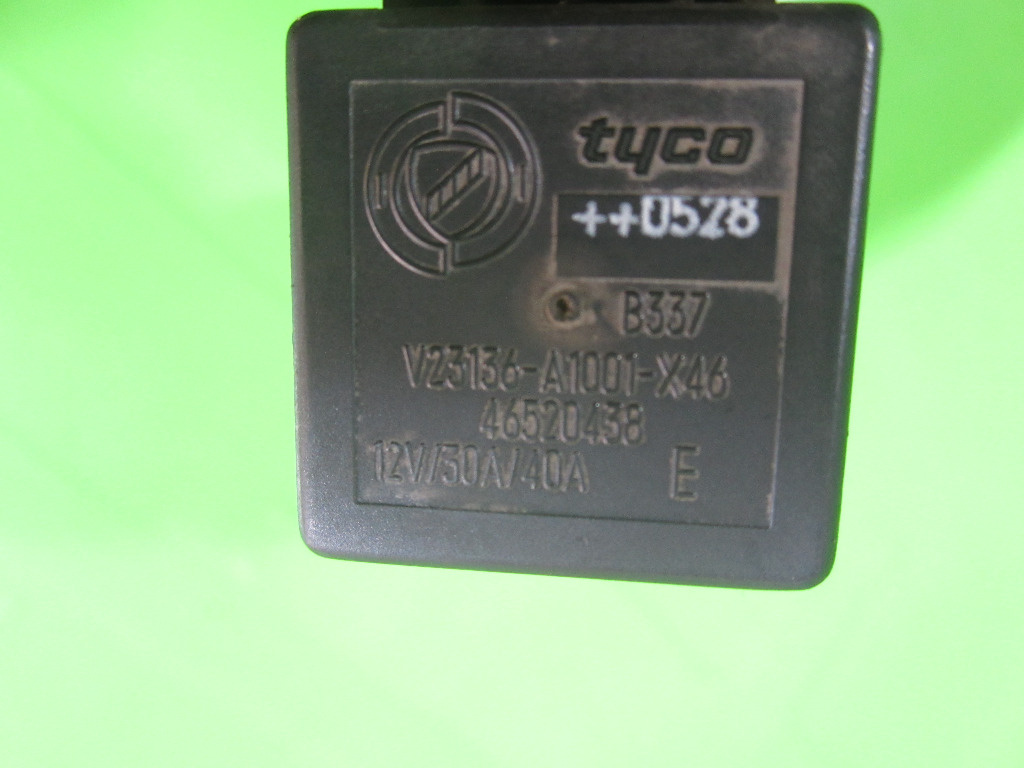 tyco
++0528
B337
V23136-A1001-X46
46520438
12V/30A/40A E